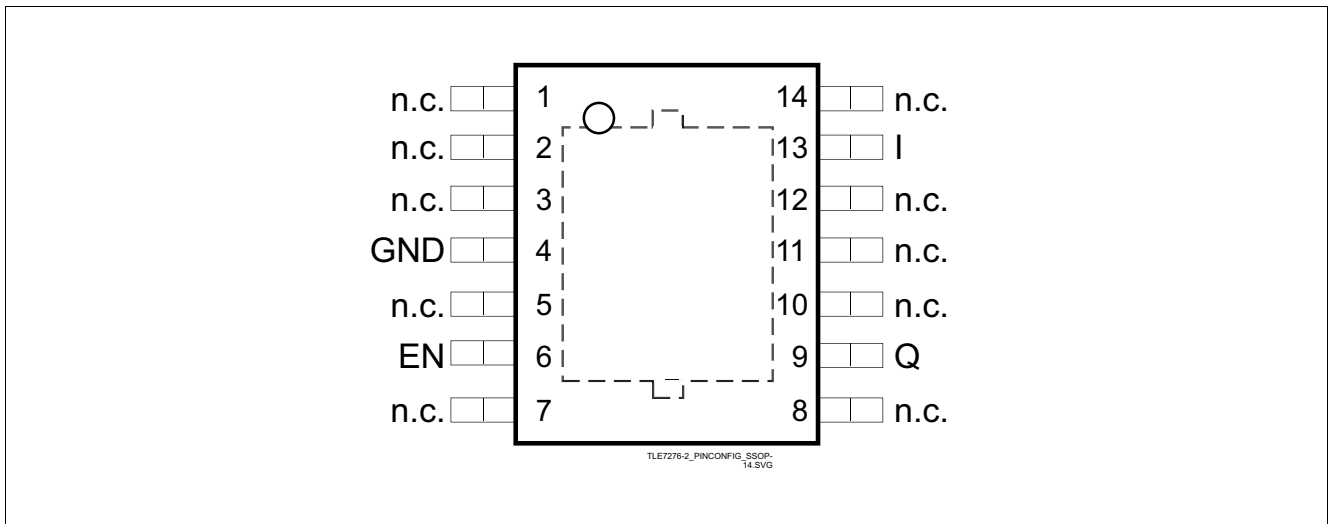 n.c. 1 14 n.c.
n.c. 2 13 I
n.c. 3 12 n.c.
GND 4 11 n.c.
n.c. 5 10 n.c.
EN 6 9 Q
n.c. 7 8 n.c.
TLE7276-2_PINCONFIG_SSOP-
14.SVG